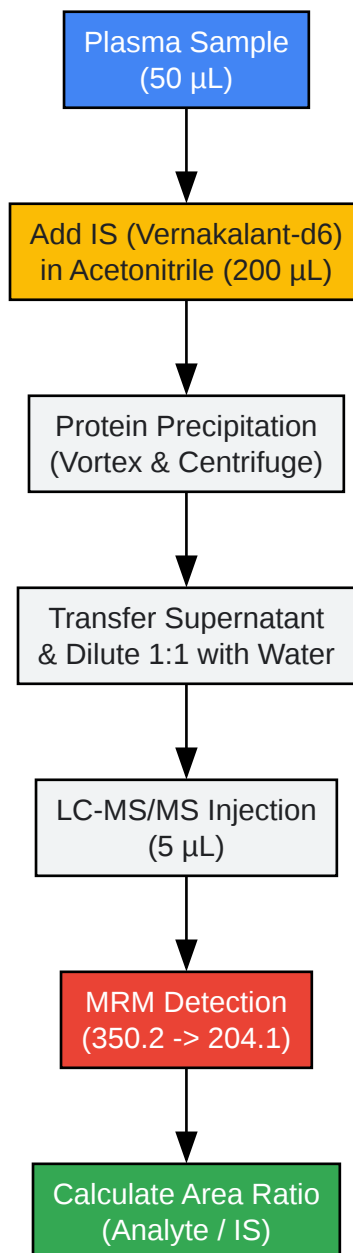 Plasma Sample
(50 µL)
Add IS (Vernakalant-d6)
in Acetonitrile (200 µL)
Protein Precipitation
(Vortex & Centrifuge)
Transfer Supernatant
& Dilute 1:1 with Water
LC-MS/MS Injection
(5 µL)
MRM Detection
(350.2 -> 204.1)
Calculate Area Ratio
(Analyte / IS)